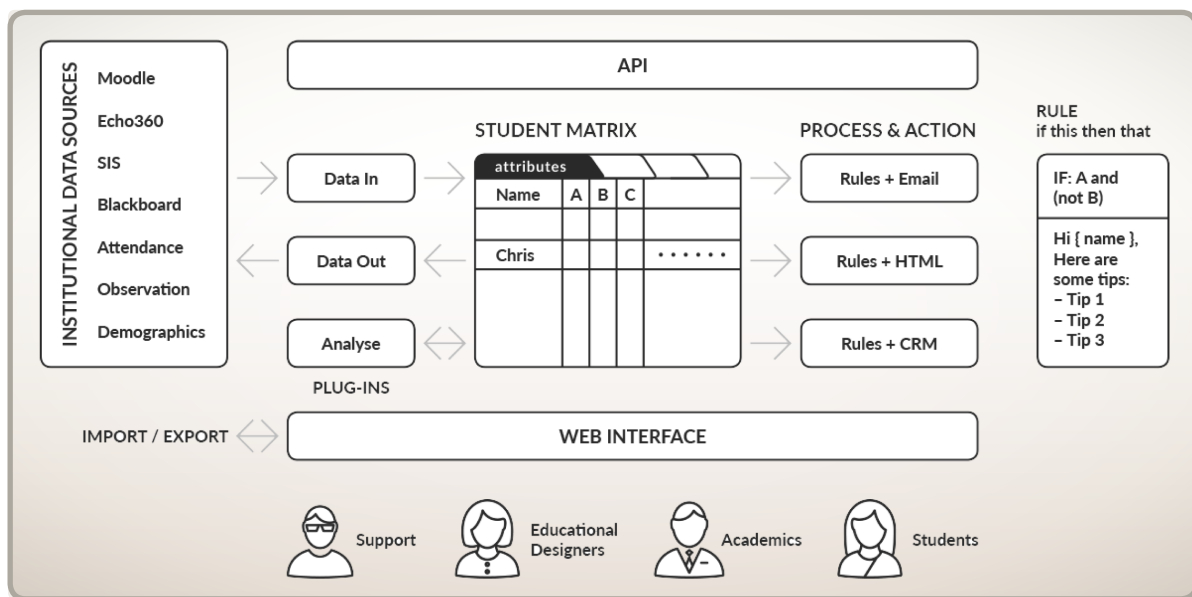 INSTITUTIONAL DATA SOURCES
Moodle
Echo360
SIS
Blackboard
Attendance
Observation
Demographics
API
STUDENT MATRIX
PROCESS & ACTION
RULE
if this then that
Data In
Data Out
Analyse
PLUG-INS
attributes
Name A B C
Chris ......
Rules + Email
Rules + HTML
Rules + CRM
IF: A and
(not B)
Hi { name },
Here are
some tips:
– Tip 1
– Tip 2
– Tip 3
IMPORT / EXPORT
WEB INTERFACE
Support
Educational
Designers
Academics
Students